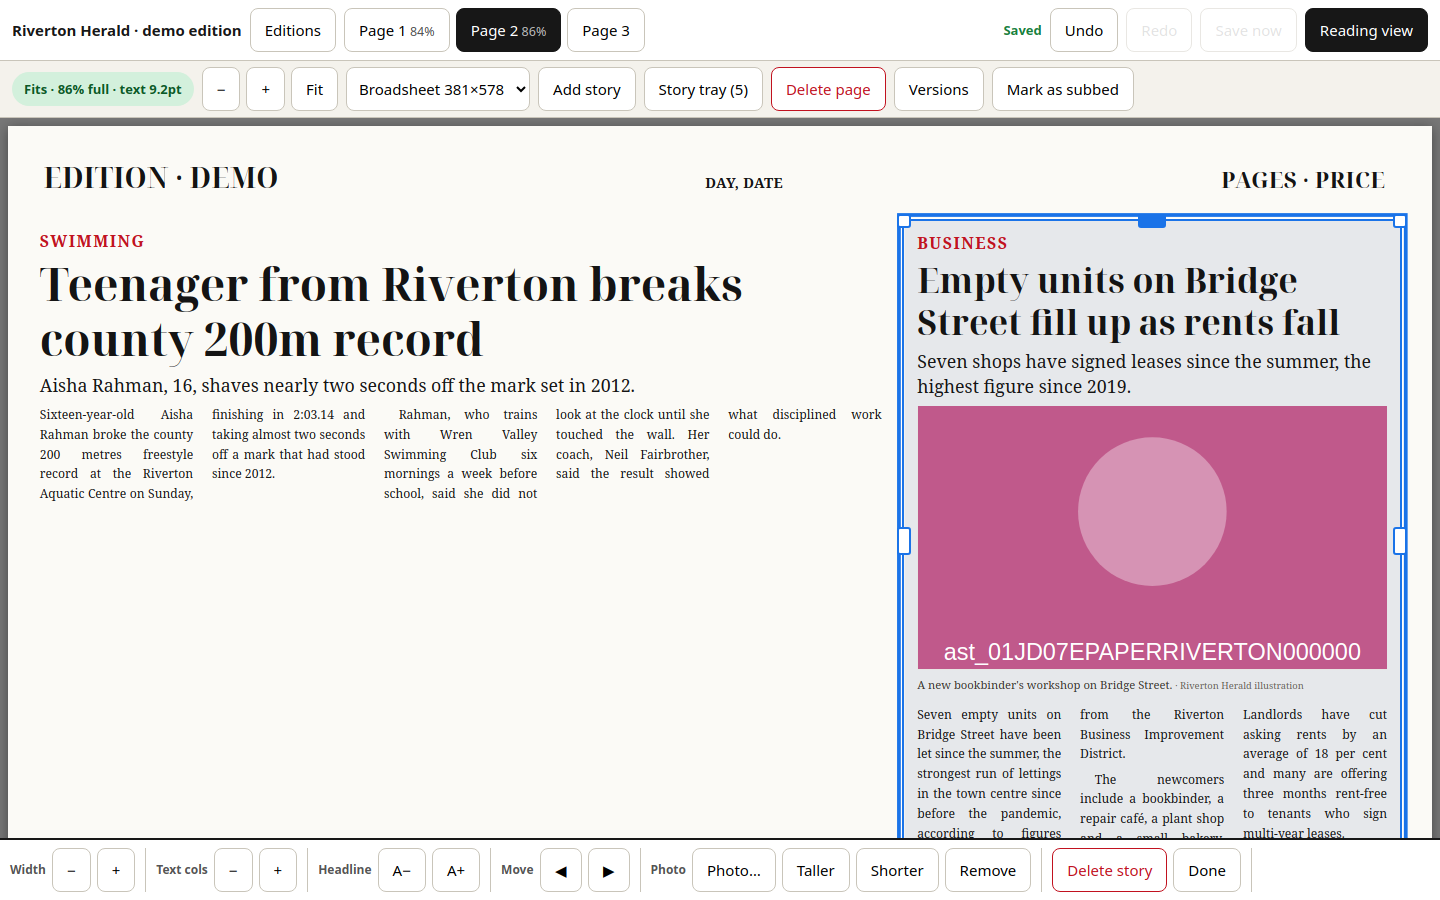 Riverton Herald · demo edition
Editions
Page 1 84%
Page 2 86%
Page 3
Saved
Undo
Redo
Save now
Reading view
Fits · 86% full · text 9.2pt
−
+
Fit
Broadsheet 381×578
Add story
Story tray (5)
Delete page
Versions
Mark as subbed
EDITION · DEMO
DAY, DATE
PAGES · PRICE
SWIMMING
Teenager from Riverton breaks
county 200m record
Aisha Rahman, 16, shaves nearly two seconds off the mark set in 2012.
Sixteen-year-old Aisha
Rahman broke the county
200 metres freestyle
record at the Riverton
Aquatic Centre on Sunday,
finishing in 2:03.14 and
taking almost two seconds
off a mark that had stood
since 2012.
Rahman, who trains
with Wren Valley
Swimming Club six
mornings a week before
school, said she did not
look at the clock until she
touched the wall. Her
coach, Neil Fairbrother,
said the result showed
what disciplined work
could do.
BUSINESS
Empty units on Bridge
Street fill up as rents fall
Seven shops have signed leases since the summer, the
highest figure since 2019.
ast_01JD07EPAPERRIVERTON000000
A new bookbinder's workshop on Bridge Street. · Riverton Herald illustration
Seven empty units on
Bridge Street have been
let since the summer, the
strongest run of lettings
in the town centre since
before the pandemic,
according to figures
from the Riverton
Business Improvement
District.
The newcomers
include a bookbinder, a
repair café, a plant shop
and a small bakery.
Landlords have cut
asking rents by an
average of 18 per cent
and many are offering
three months rent-free
to tenants who sign
multi-year leases.
Width
−
+
Text cols
−
+
Headline
A−
A+
Move
◀
▶
Photo
Photo...
Taller
Shorter
Remove
Delete story
Done